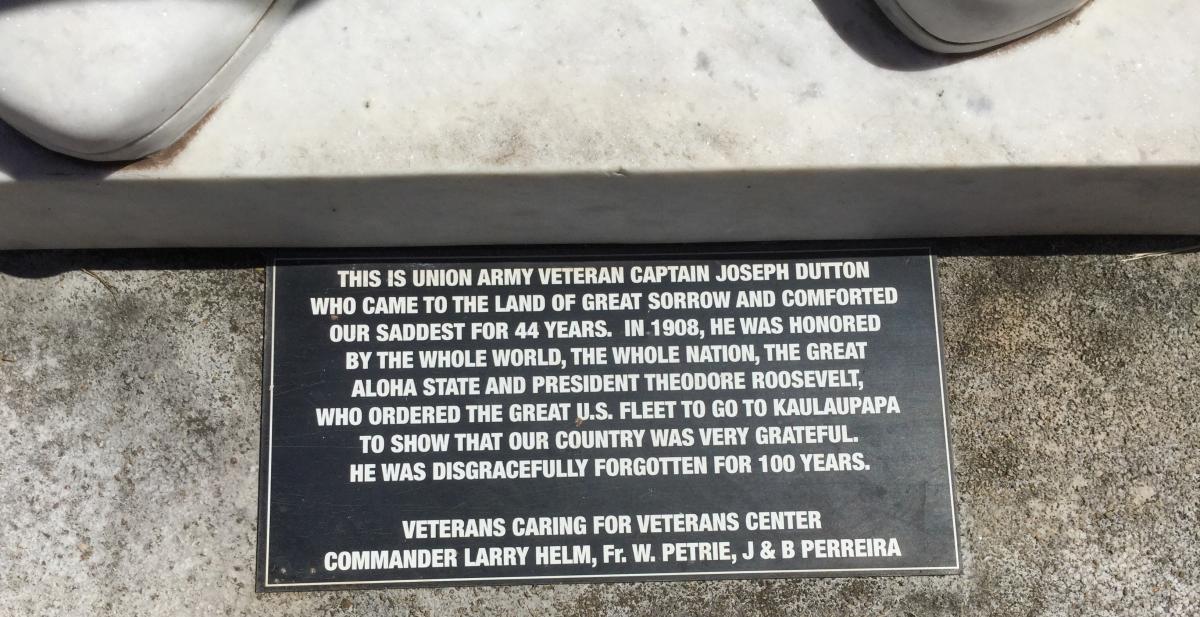 THIS IS UNION ARMY VETERAN CAPTAIN JOSEPH DUTTON
WHO CAME TO THE LAND OF GREAT SORROW AND COMFORTED
OUR SADDEST FOR 44 YEARS. IN 1908, HE WAS HONORED
BY THE WHOLE WORLD, THE WHOLE NATION, THE GREAT
ALOHA STATE AND PRESIDENT THEODORE ROOSEVELT,
WHO ORDERED THE GREAT U.S. FLEET TO GO TO KAULAUPAPA
TO SHOW THAT OUR COUNTRY WAS VERY GRATEFUL.
HE WAS DISGRACEFULLY FORGOTTEN FOR 100 YEARS.
VETERANS CARING FOR VETERANS CENTER
COMMANDER LARRY HELM, Fr. W. PETRIE, J & B PERREIRA